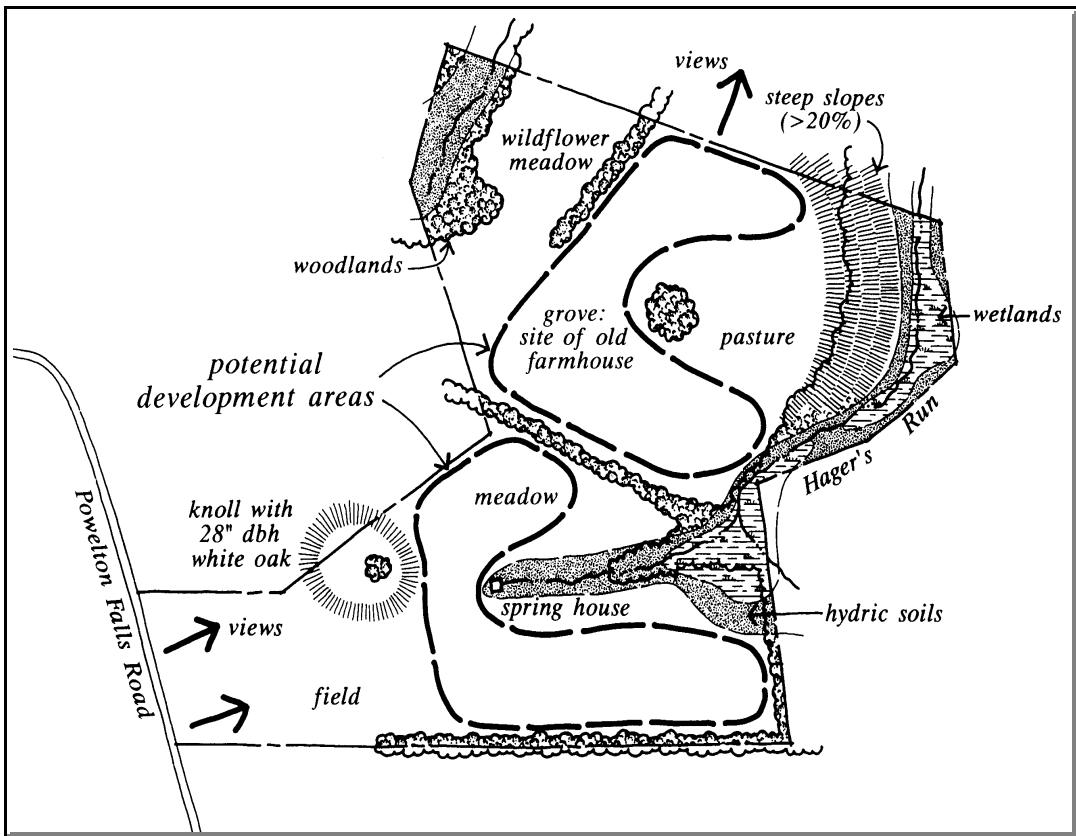 views
steep slopes
(>20%)
wildflower
meadow
woodlands
grove:
site of old
farmhouse
pasture
wetlands
potential
development areas
Hager's
Run
meadow
knoll with
28" dbh
white oak
spring house
hydric soils
views
field
Powelton Falls Road